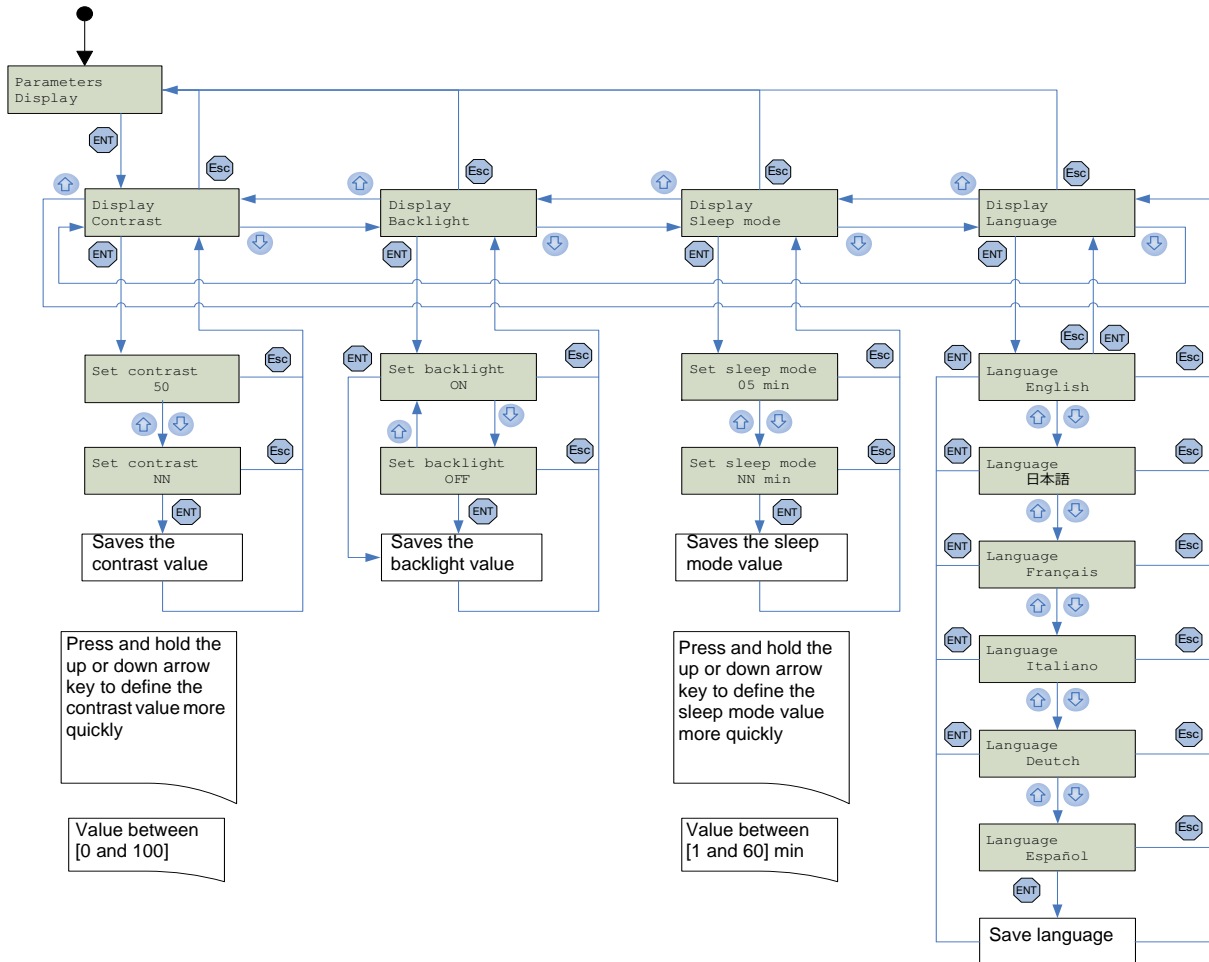 Parameters
Display
ENT
Esc
Esc
Esc
Esc
Display
Contrast
Display
Backlight
Display
Sleep mode
Display
Language
ENT
ENT
ENT
ENT
Esc
ENT
Set contrast
50
Esc
ENT
Set backlight
ON
Esc
Set sleep mode
05 min
Esc
ENT
Language
English
Esc
Set contrast
NN
Esc
Set backlight
OFF
Esc
Set sleep mode
NN min
Esc
ENT
Language
日本語
Esc
ENT
ENT
ENT
Saves the
contrast value
Saves the
backlight value
Saves the sleep
mode value
ENT
Language
Français
Esc
ENT
Language
Italiano
Esc
ENT
Language
Deutch
Esc
Language
Español
Esc
ENT
Save language
Press and hold the
up or down arrow
key to define the
contrast value more
quickly
Value between
[0 and 100]
Press and hold the
up or down arrow
key to define the
sleep mode value
more quickly
Value between
[1 and 60] min